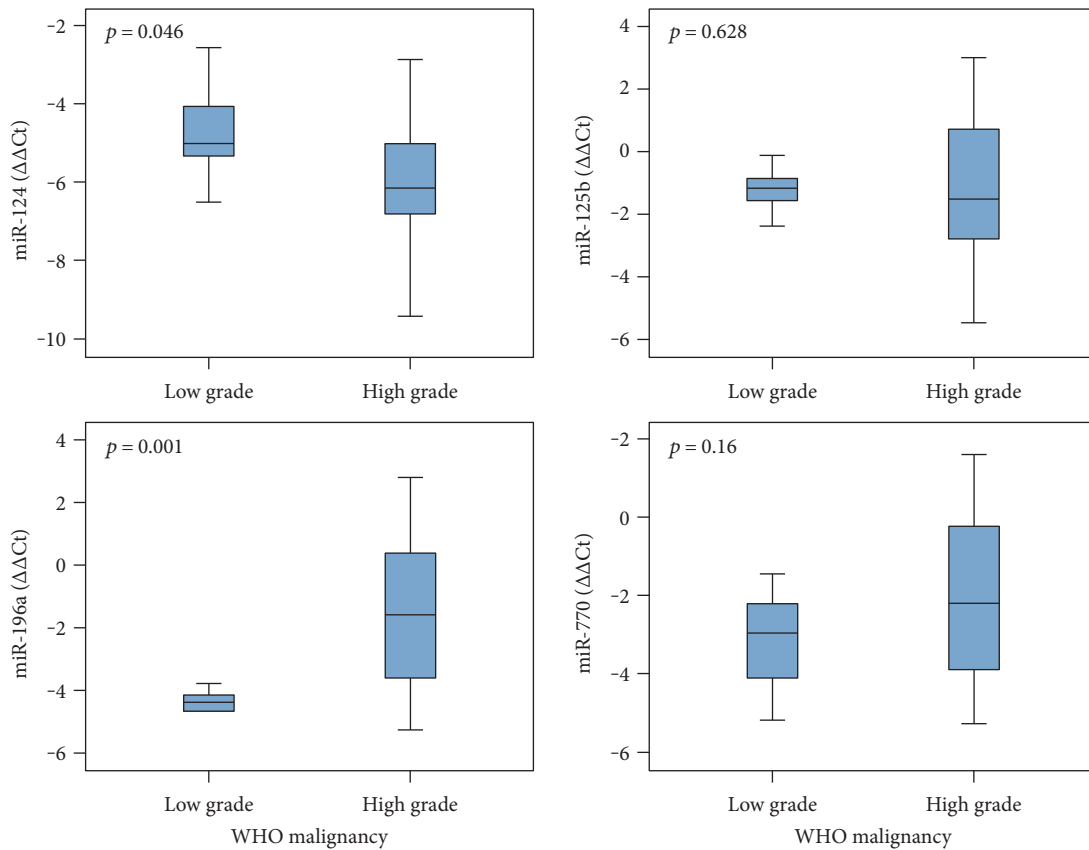 p = 0.046
miR-124 (ΔΔCt)
-2
-4
-6
-8
-10
Low grade
High grade
p = 0.628
miR-125b (ΔΔCt)
4
2
0
-2
-4
-6
Low grade
High grade
p = 0.001
miR-196a (ΔΔCt)
4
2
0
-2
-4
-6
Low grade
High grade
WHO malignancy
p = 0.16
miR-770 (ΔΔCt)
-2
0
-2
-4
-6
Low grade
High grade
WHO malignancy